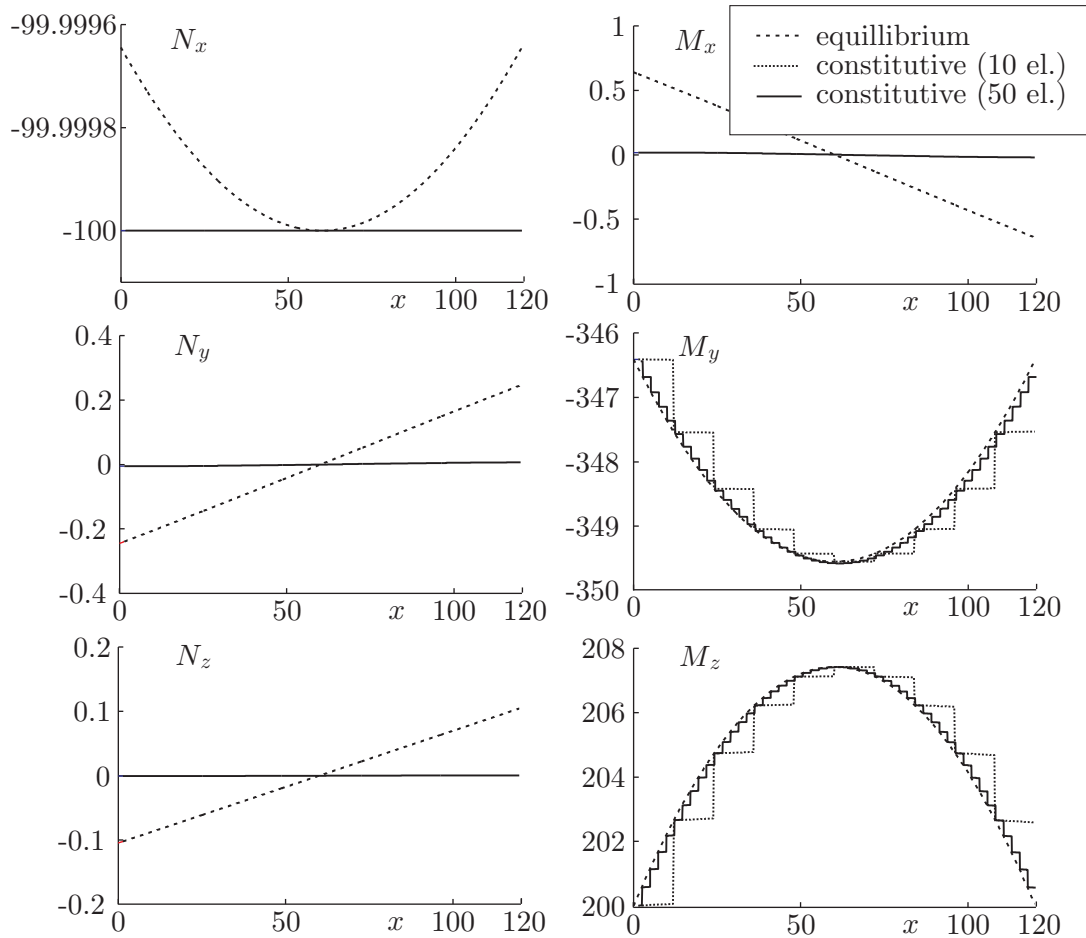 -99.9996
N_x
-99.9998
-100
0 50 x 100 120
1
M_x
0.5
0
-0.5
-1
0 50 x 100 120
equillibrium
constitutive (10 el.)
constitutive (50 el.)
0.4
N_y
0.2
0
-0.2
-0.4
0 50 x 100 120
-346
M_y
-347
-348
-349
-350
0 50 x 100 120
0.2
N_z
0.1
0
-0.1
-0.2
0 50 x 100 120
208
M_z
206
204
202
200
0 50 x 100 120